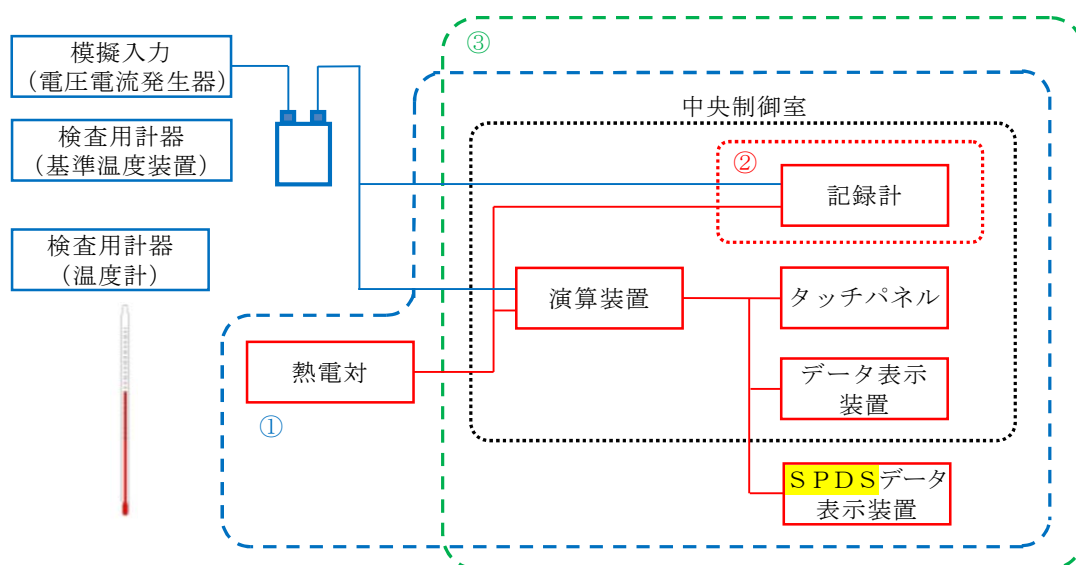 模擬入力
（電圧電流発生器）
検査用計器
（基準温度装置）
検査用計器
（温度計）
③
中央制御室
②
記録計
演算装置
タッチパネル
熱電対
データ表示
装置
①
ＳＰＤＳデータ
表示装置